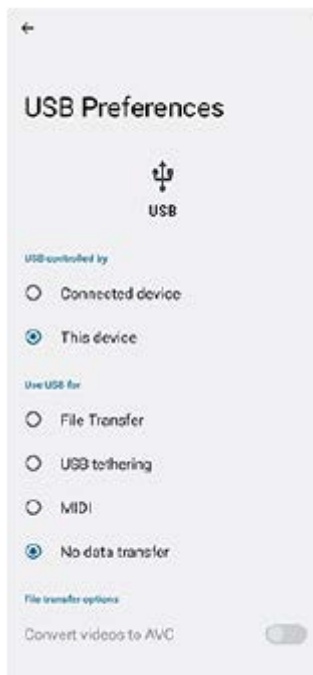 USB Preferences
USB
USB controlled by
Connected device
This device
Use USB for
File Transfer
USB tethering
MIDI
No data transfer
File transfer options
Convert videos to AVC